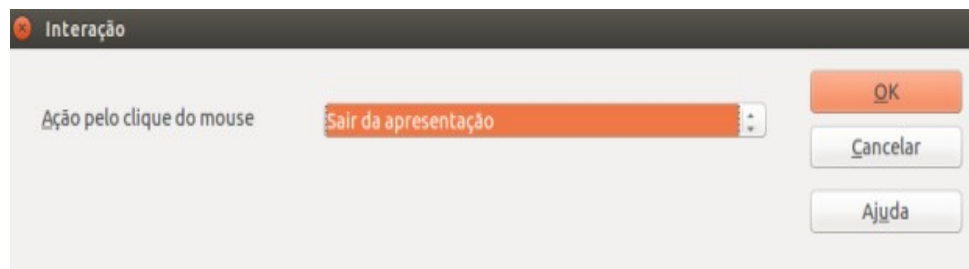 Interação
Ação pelo clique do mouse
Sair da apresentação
OK
Cancelar
Ajuda